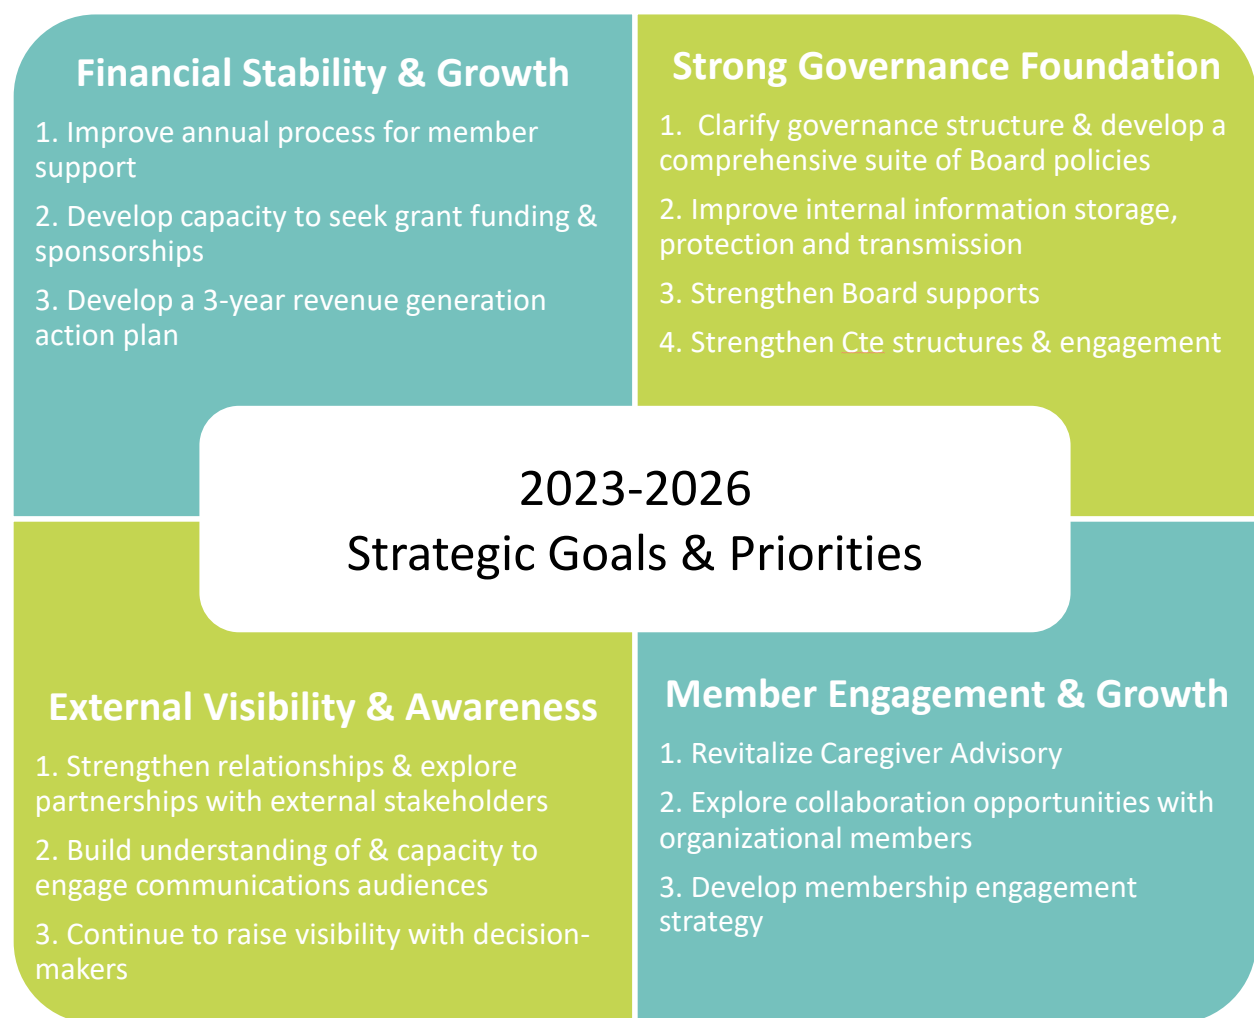 Financial Stability & Growth
1. Improve annual process for member
support
2. Develop capacity to seek grant funding &
sponsorships
3. Develop a 3-year revenue generation
action plan
Strong Governance Foundation
1.  Clarify governance structure & develop a
comprehensive suite of Board policies
2. Improve internal information storage,
protection and transmission
3. Strengthen Board supports
4. Strengthen Cte structures & engagement
2023-2026
Strategic Goals & Priorities
External Visibility & Awareness
1. Strengthen relationships & explore
partnerships with external stakeholders
2. Build understanding of & capacity to
engage communications audiences
3. Continue to raise visibility with decision-
makers
Member Engagement & Growth
1. Revitalize Caregiver Advisory
2. Explore collaboration opportunities with
organizational members
3. Develop membership engagement
strategy